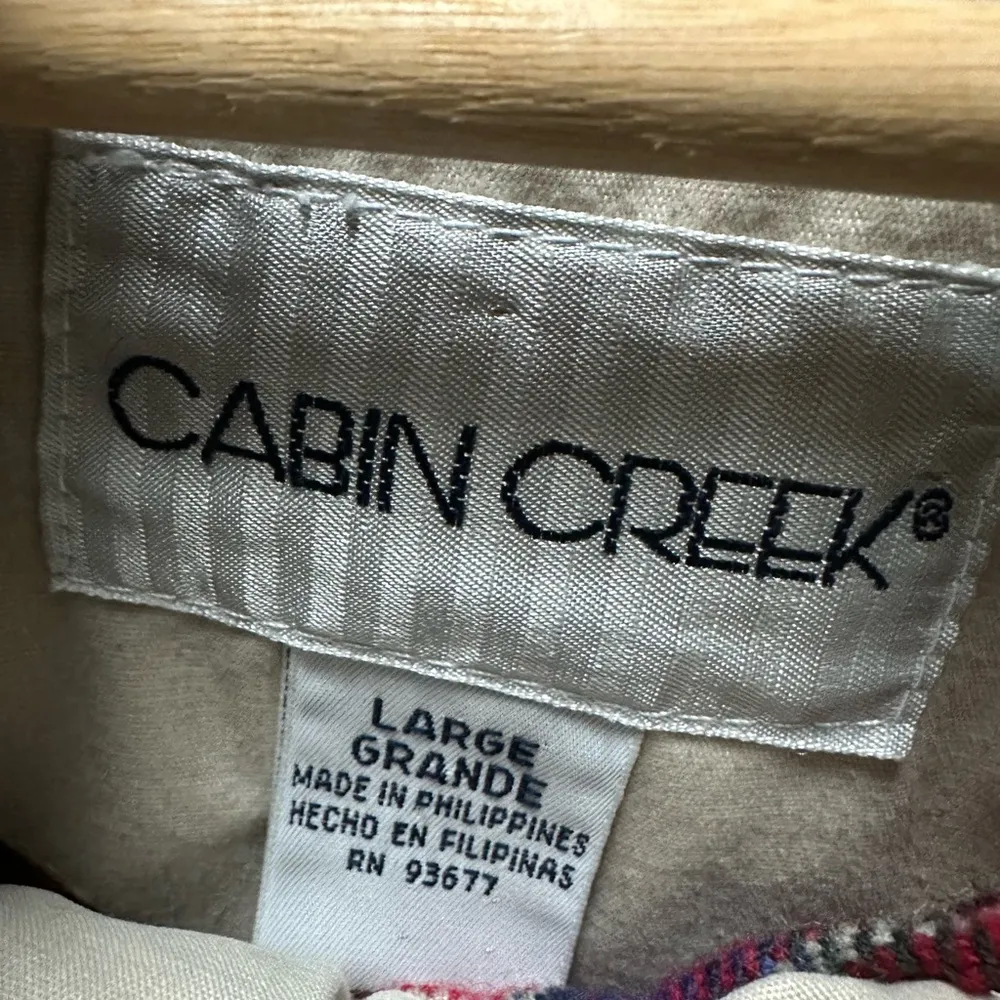 CABIN CREEK®
LARGE
GRANDE
MADE IN PHILIPPINES
HECHO EN FILIPINAS
RN 93677